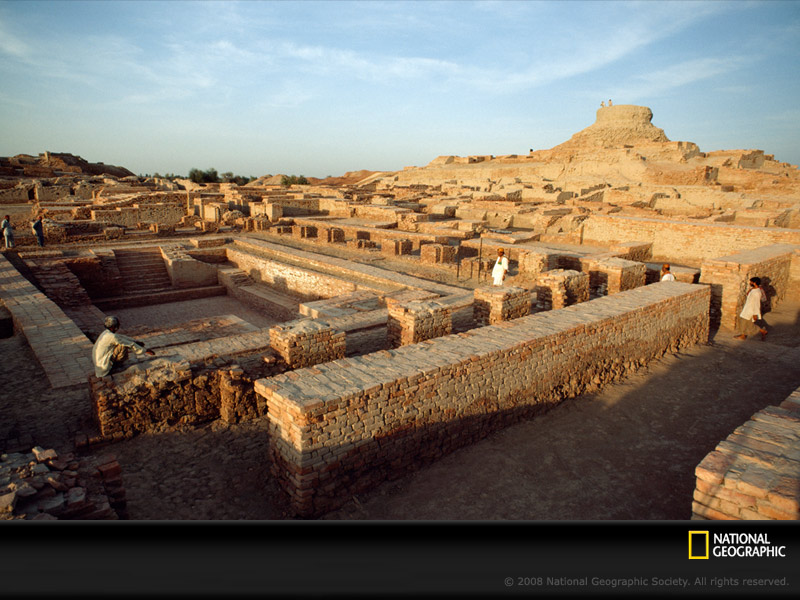 NATIONAL
GEOGRAPHIC
© 2008 National Geographic Society. All rights reserved.